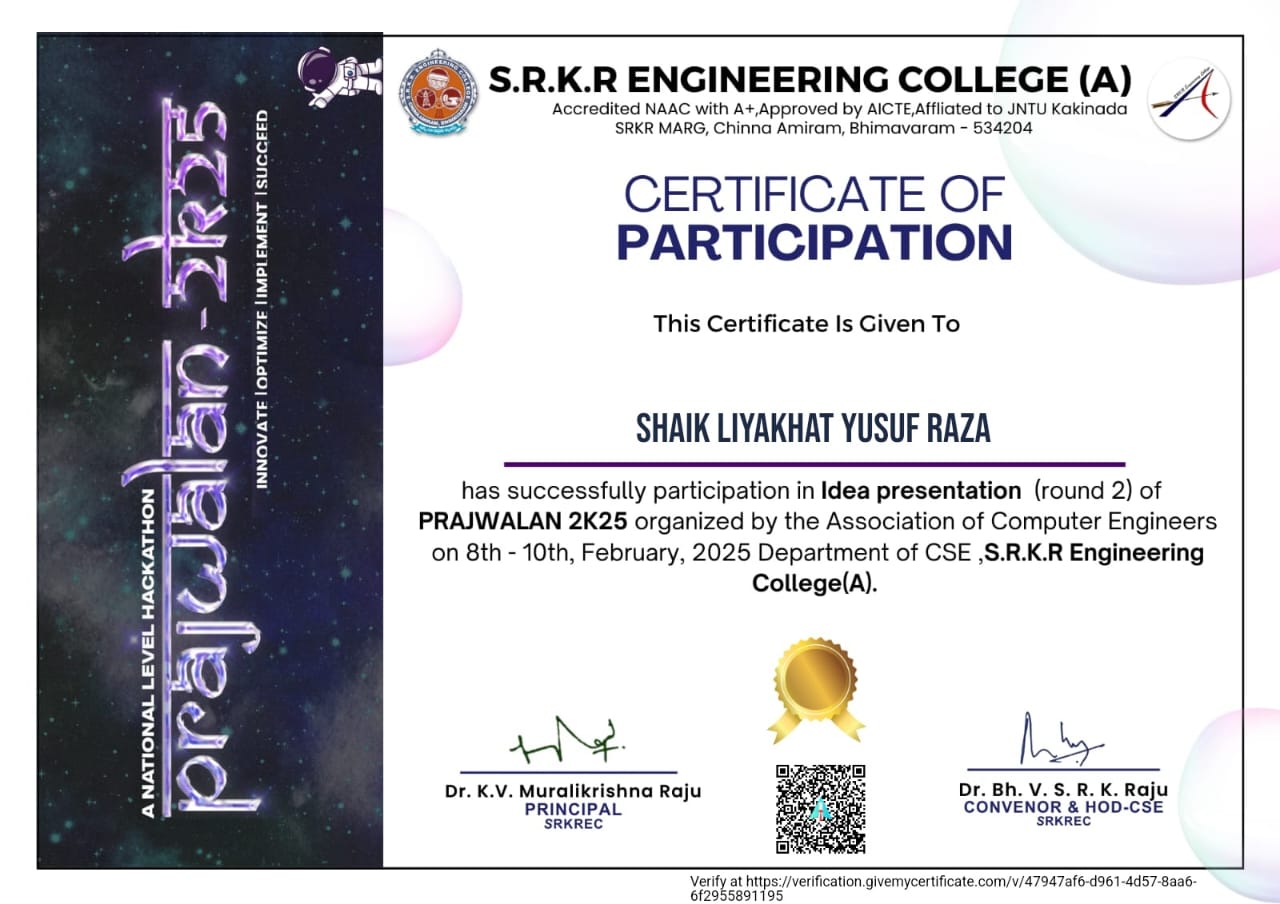 A NATIONAL LEVEL HACKATHON
prajwalan - 2k25
INNOVATE | OPTIMIZE | IMPLEMENT | SUCCEED
S.R.K.R ENGINEERING COLLEGE (A)
Accredited NAAC with A+,Approved by AICTE,Affliated to JNTU Kakinada
SRKR MARG, Chinna Amiram, Bhimavaram - 534204
CERTIFICATE OF
PARTICIPATION
This Certificate Is Given To
SHAIK LIYAKHAT YUSUF RAZA
has successfully participation in Idea presentation (round 2) of
PRAJWALAN 2K25 organized by the Association of Computer Engineers
on 8th - 10th, February, 2025 Department of CSE ,S.R.K.R Engineering
College(A).
Dr. K.V. Muralikrishna Raju
PRINCIPAL
SRKREC
Dr. Bh. V. S. R. K. Raju
CONVENOR & HOD-CSE
SRKREC
Verify at https://verification.givemycertificate.com/v/47947af6-d961-4d57-8aa6-
6f2955891195